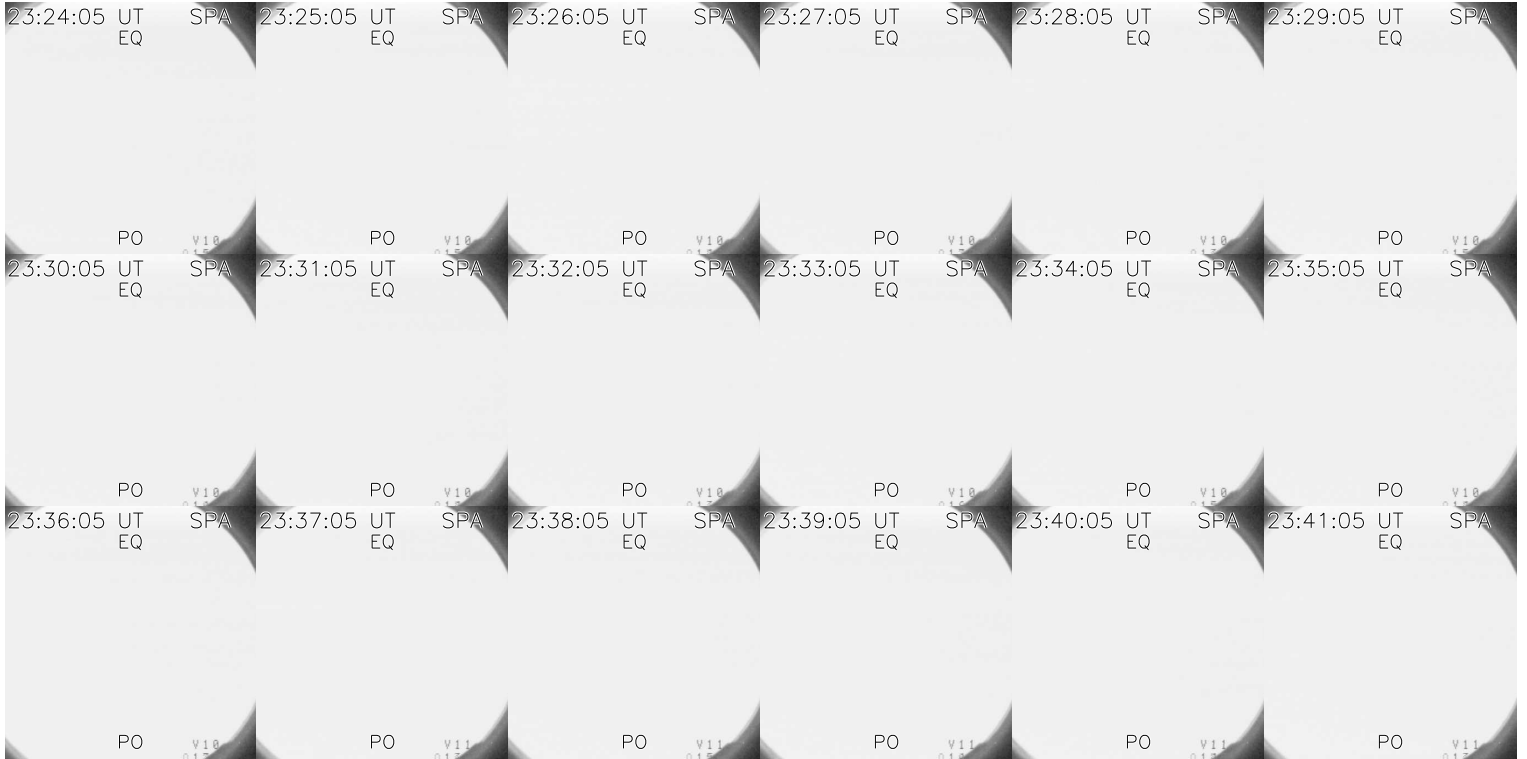 23:24:05 UT SPA 23:25:05 UT SPA 23:26:05 UT SPA 23:27:05 UT SPA 23:28:05 UT SPA 23:29:05 UT SPA
EQ EQ EQ EQ EQ EQ
PO V10 PO V10 PO V10 PO V10 PO V10 PO V10
23:30:05 UT SPA 23:31:05 UT SPA 23:32:05 UT SPA 23:33:05 UT SPA 23:34:05 UT SPA 23:35:05 UT SPA
EQ EQ EQ EQ EQ EQ
PO V10 PO V10 PO V10 PO V10 PO V10 PO V10
23:36:05 UT SPA 23:37:05 UT SPA 23:38:05 UT SPA 23:39:05 UT SPA 23:40:05 UT SPA 23:41:05 UT SPA
EQ EQ EQ EQ EQ EQ
PO V10 PO V11 PO V11 PO V11 PO V11 PO V11